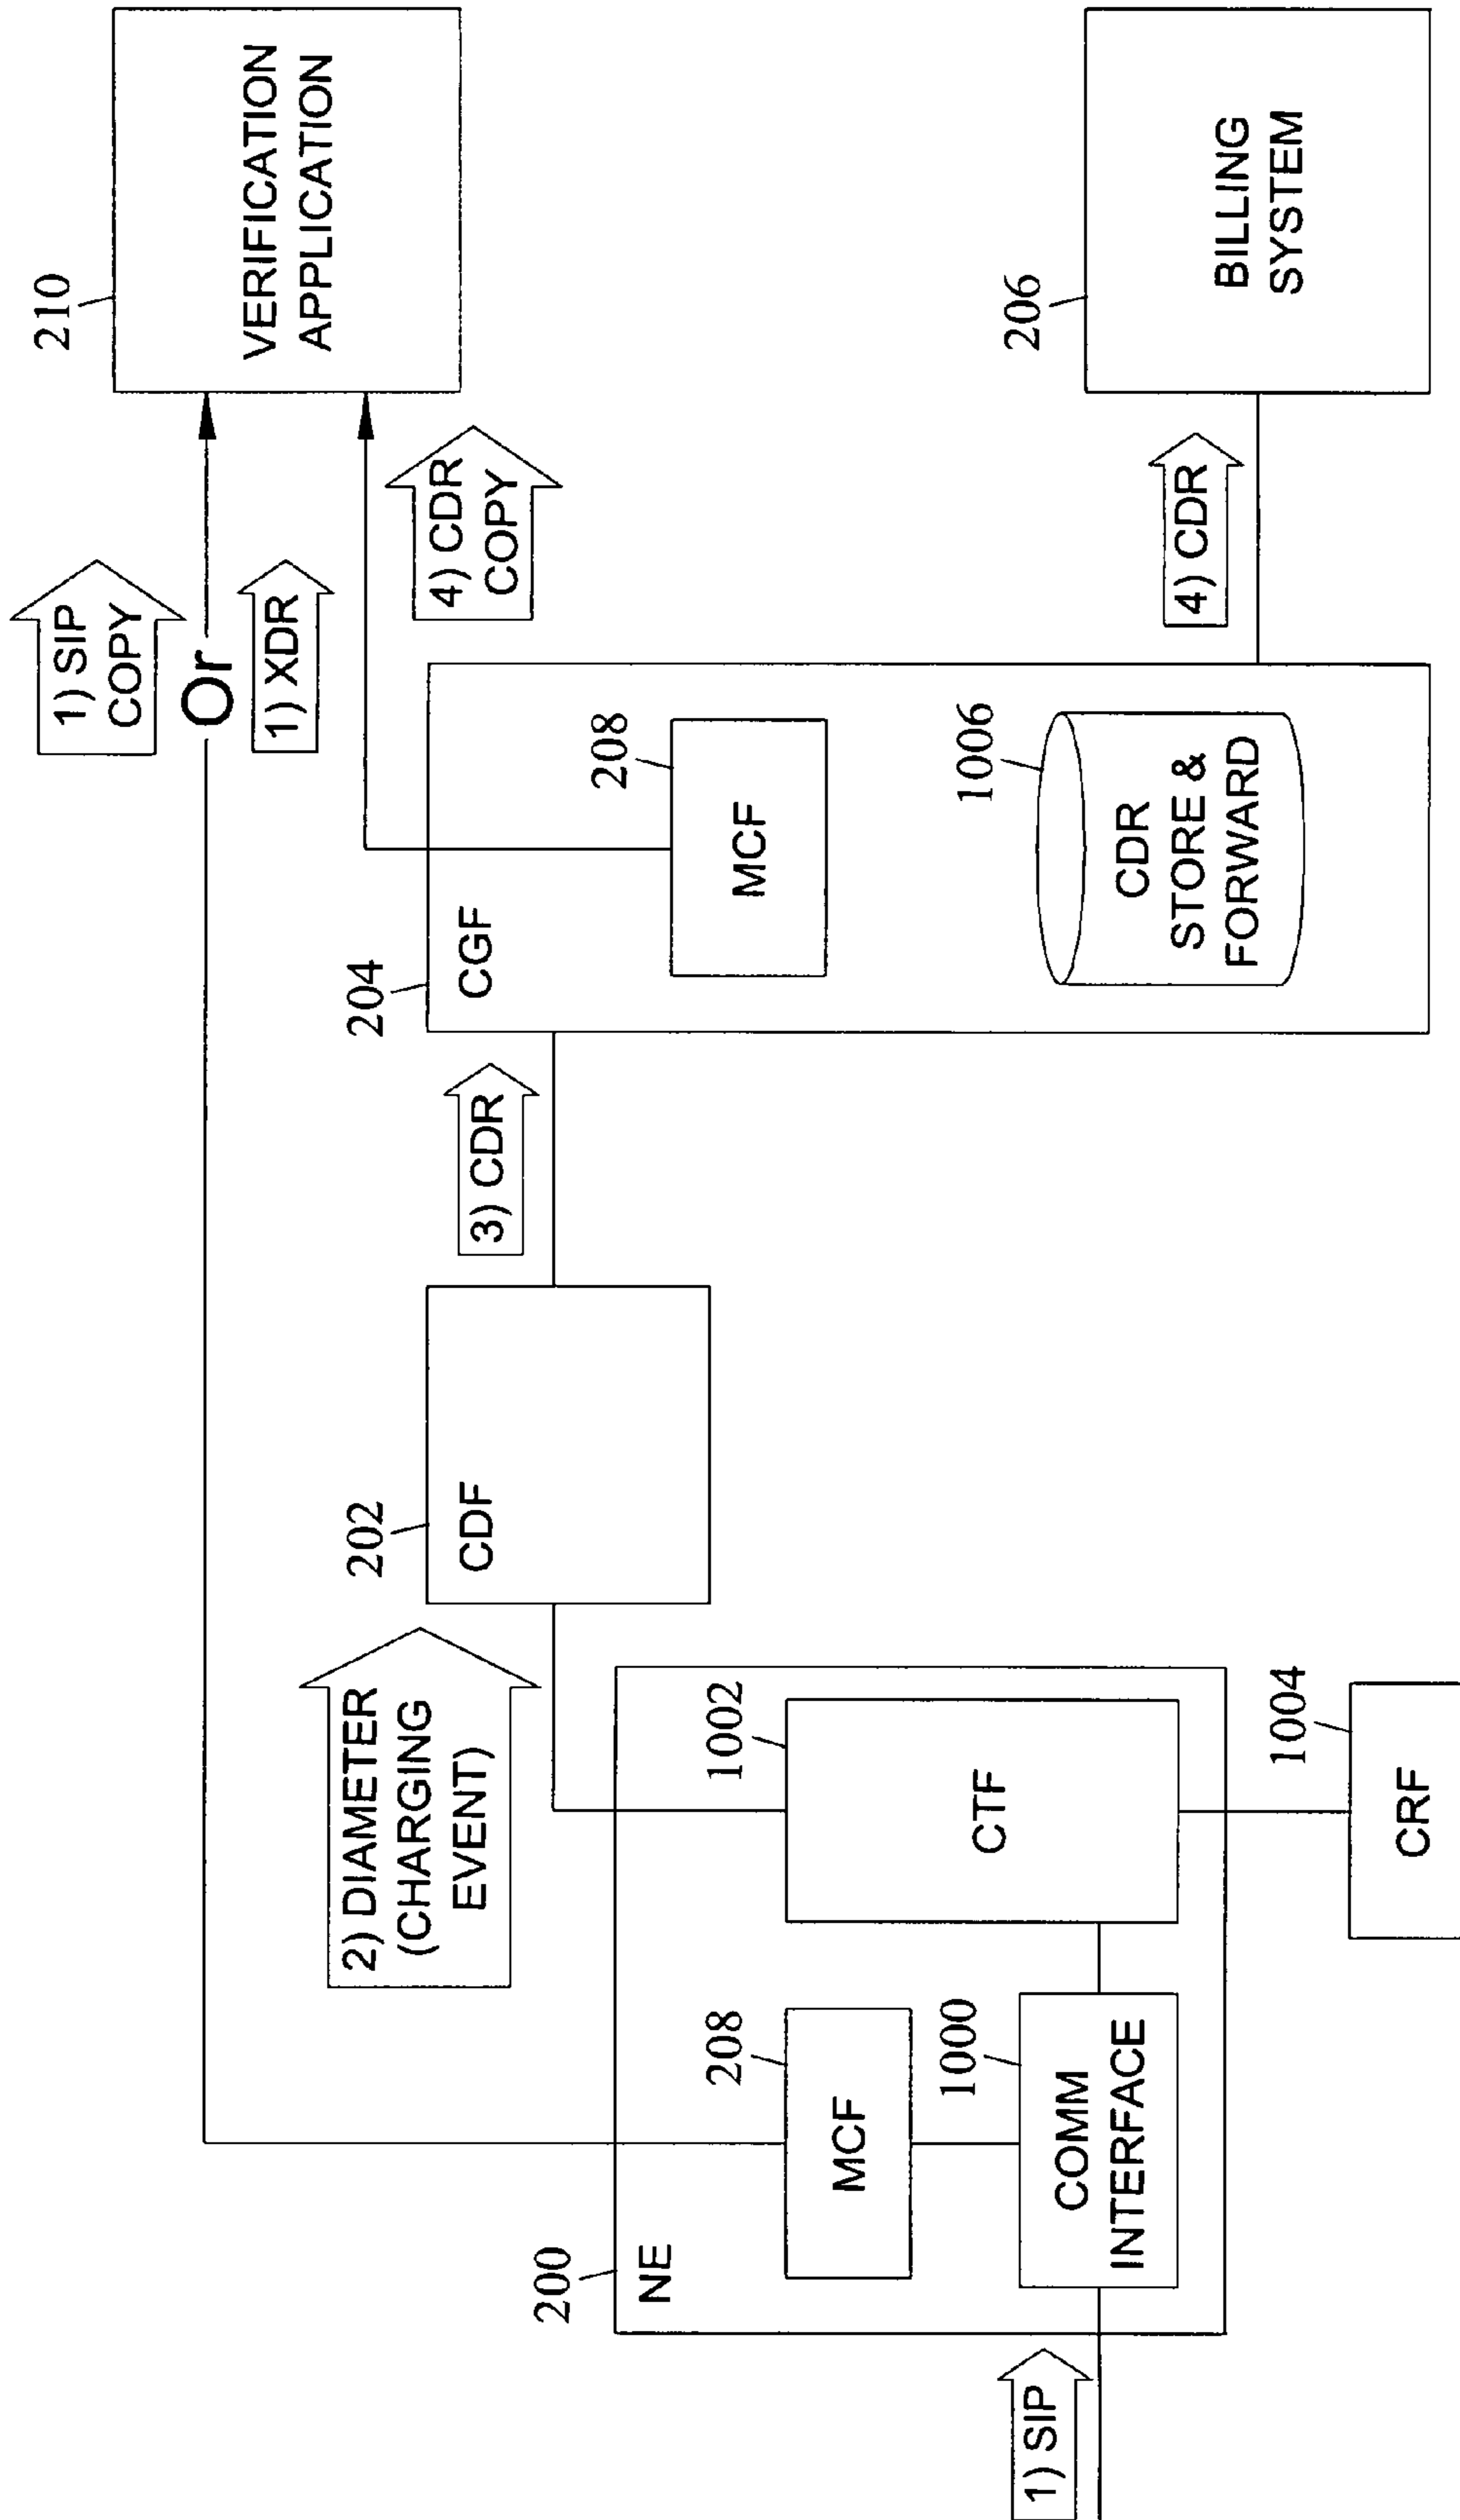 1) SIP
200
NE
208
MCF
1000
COMM
INTERFACE
1002
CTF
1004
CRF
2) DIAMETER
(CHARGING
EVENT)
202
CDF
3) CDR
204
CGF
208
MCF
1006
CDR
STORE &
FORWARD
1) SIP
COPY
Or
1) XDR
4) CDR
COPY
4) CDR
210
VERIFICATION
APPLICATION
206
BILLING
SYSTEM